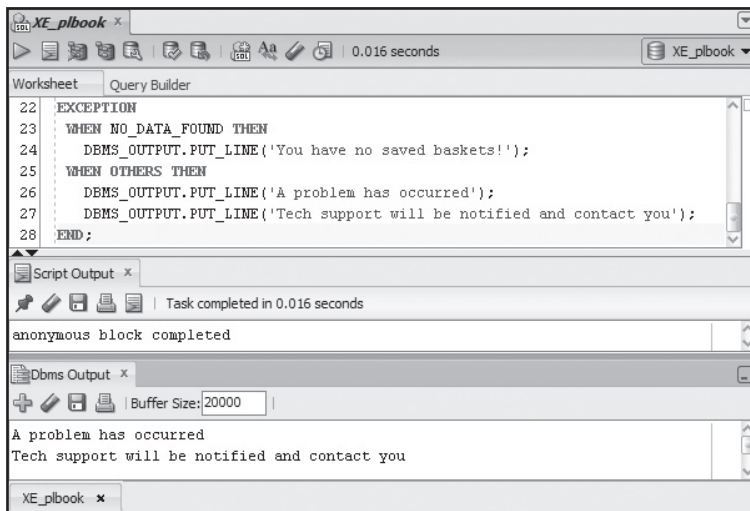 SQL XE_plbook x
Aa 0.016 seconds XE_plbook
Worksheet Query Builder
22 EXCEPTION
23 WHEN NO_DATA_FOUND THEN
24 DBMS_OUTPUT.PUT_LINE('You have no saved baskets!');
25 WHEN OTHERS THEN
26 DBMS_OUTPUT.PUT_LINE('A problem has occurred');
27 DBMS_OUTPUT.PUT_LINE('Tech support will be notified and contact you');
28 END;
Script Output x
Task completed in 0.016 seconds
anonymous block completed
Dbms Output x
Buffer Size: 20000
A problem has occurred
Tech support will be notified and contact you
XE_plbook x